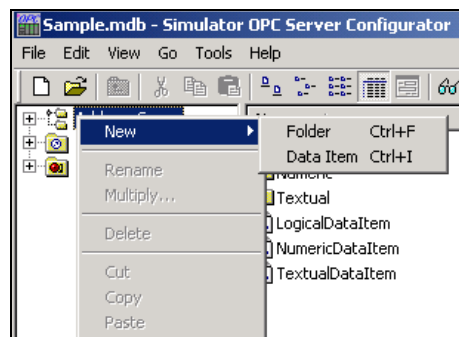 Sample.mdb - Simulator OPC Server Configurator
File Edit View Go Tools Help
New
Folder Ctrl+F
Data Item Ctrl+I
Rename
Multiply...
Delete
Cut
Copy
Paste
Numeric
Textual
LogicalDataItem
NumericDataItem
TextualDataItem